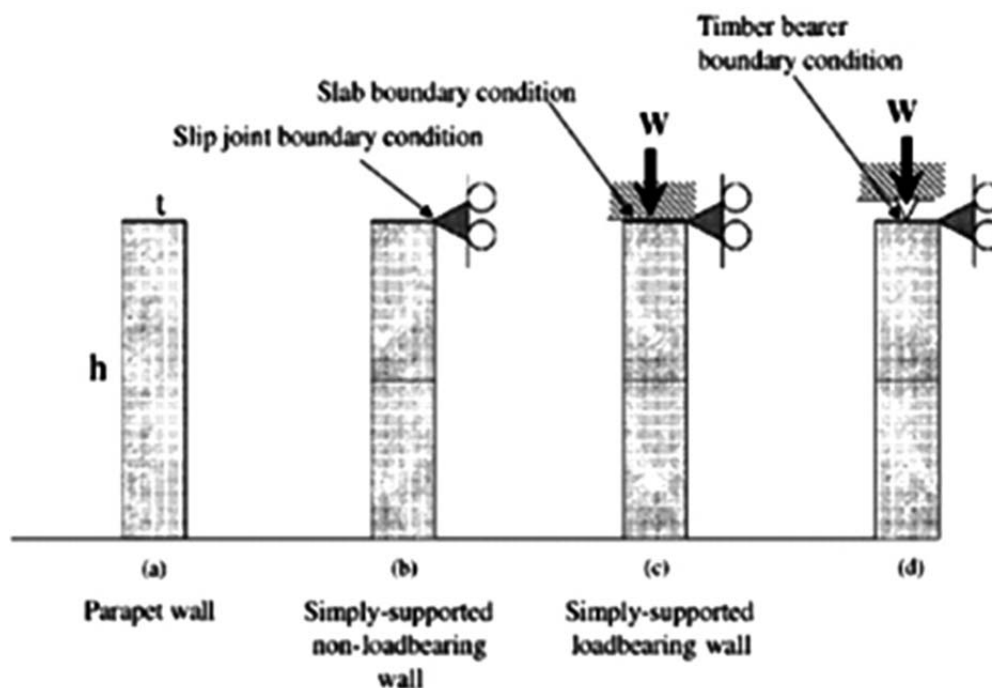 Timber bearer
boundary condition
Slab boundary condition
W
W
Slip joint boundary condition
t
h
(a)
(b)
(c)
(d)
Parapet wall
Simply-supported
non-loadbearing
wall
Simply-supported
loadbearing wall